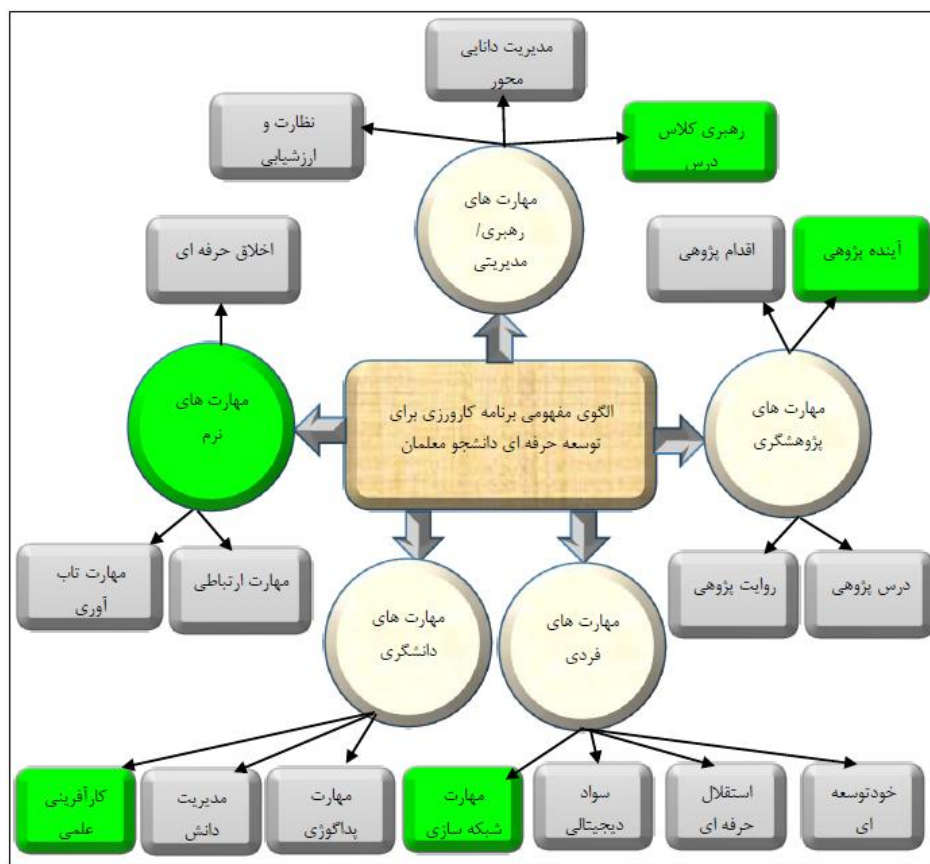 مدیریت دانایی
محور
رهبری کلاس
درس
نظارت و
ارزشیابی
مهارت های
رهبری/
مدیریتی
آینده پژوهی
اقدام پژوهی
اخلاق حرفه ای
مهارت های
پژوهشگری
الگوی مفهومی برنامه کارورزی برای
توسعه حرفه ای دانشجو معلمان
مهارت های
نرم
درس پژوهی
روایت پژوهی
مهارت ارتباطی
مهارت تاب
آوری
مهارت های
فردی
مهارت های
دانشگری
خودتوسعه
ای
استقلال
حرفه ای
سواد
دیجیتالی
مهارت
شبکه سازی
مهارت
پداگوژی
مدیریت
دانش
کارآفرینی
علمی